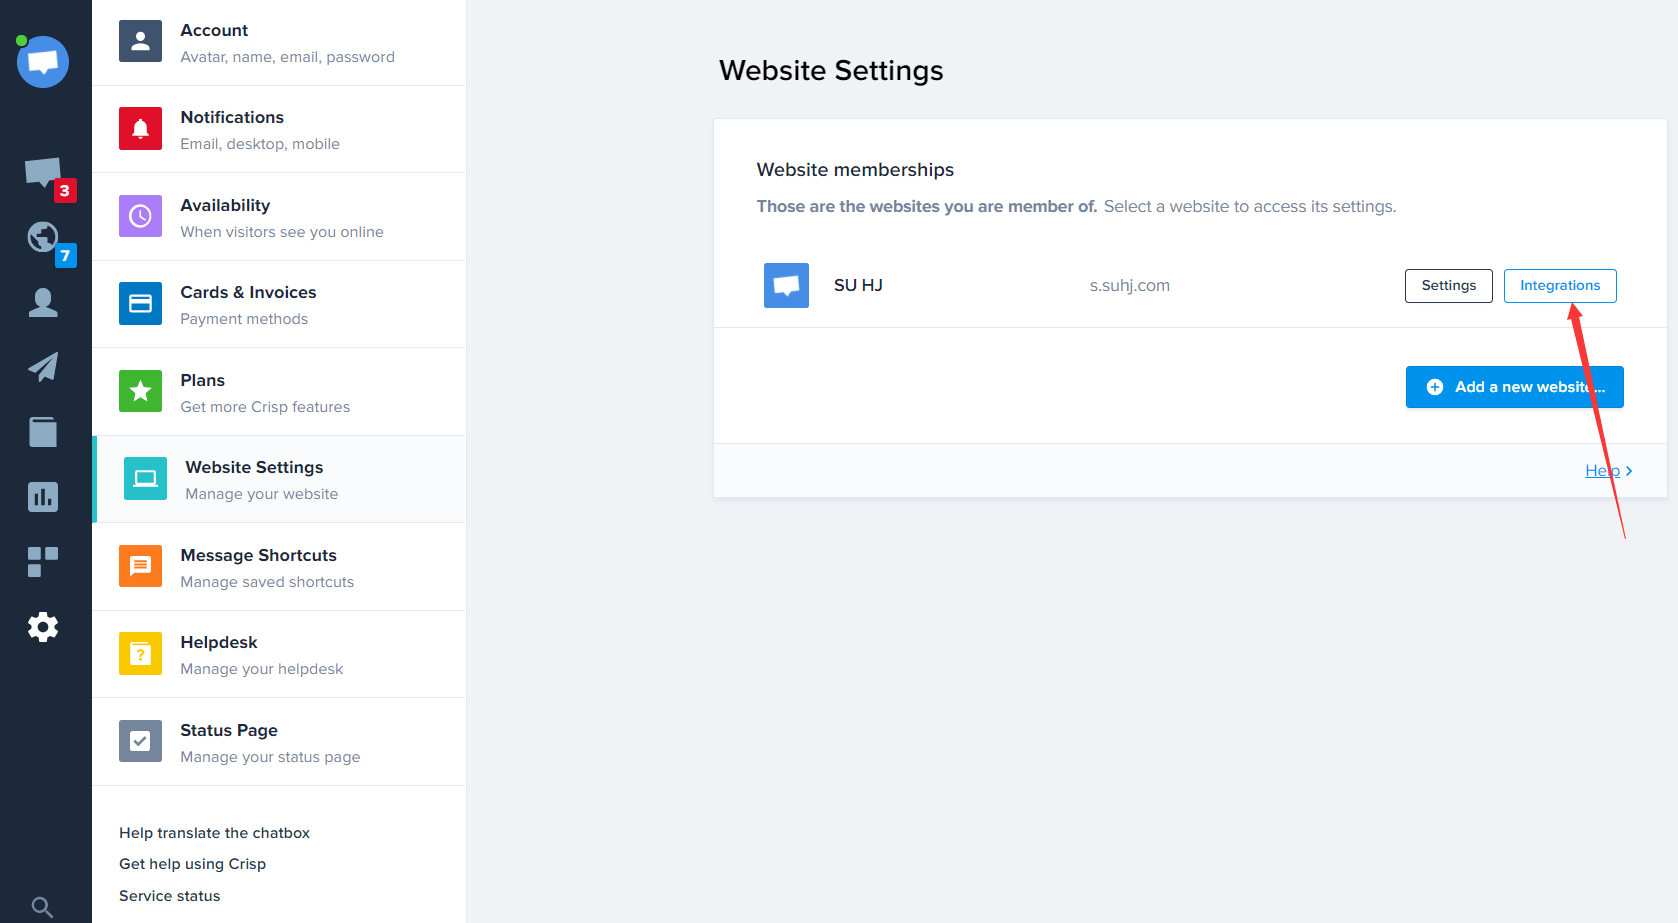 3
7
Account
Avatar, name, email, password
Notifications
Email, desktop, mobile
Availability
When visitors see you online
Cards & Invoices
Payment methods
Plans
Get more Crisp features
Website Settings
Manage your website
Message Shortcuts
Manage saved shortcuts
Helpdesk
Manage your helpdesk
Status Page
Manage your status page
Help translate the chatbox
Get help using Crisp
Service status
Website Settings
Website memberships
Those are the websites you are member of. Select a website to access its settings.
SU HJ s.suhj.com Settings Integrations
Add a new website...
Help